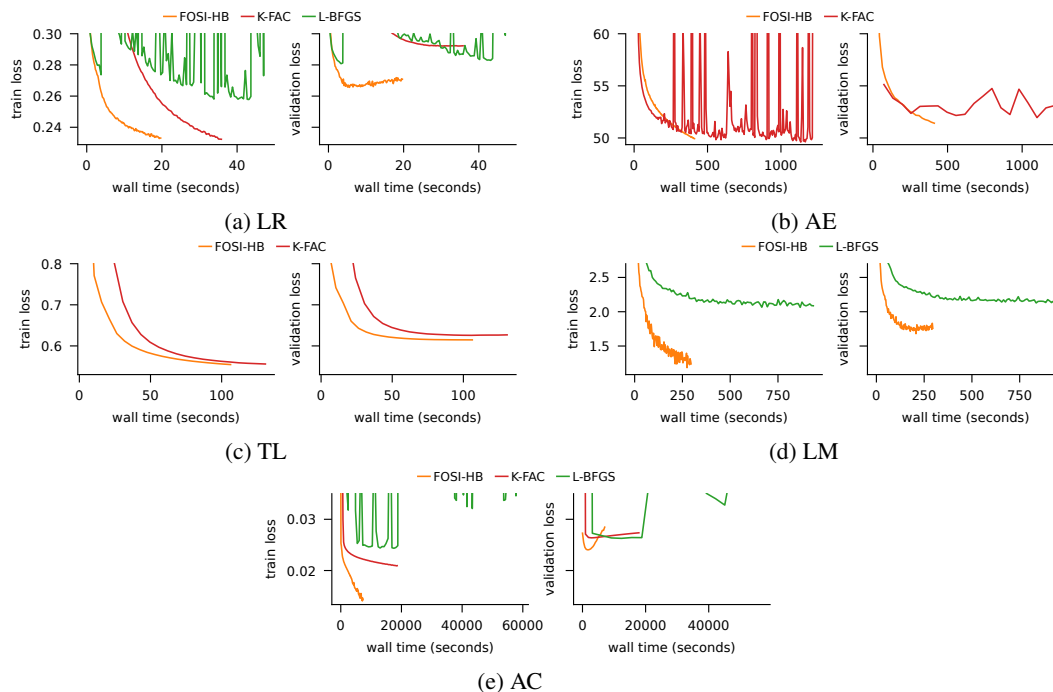 FOSI-HB K-FAC L-BFGS
0.30
0.28
0.26
0.24
train loss
0 20 40
wall time (seconds)
validation loss
0 20 40
wall time (seconds)
(a) LR
FOSI-HB K-FAC
60
55
50
train loss
0 500 1000
wall time (seconds)
validation loss
0 500 1000
wall time (seconds)
(b) AE
FOSI-HB K-FAC
0.8
0.7
0.6
train loss
0 50 100
wall time (seconds)
validation loss
0 50 100
wall time (seconds)
(c) TL
FOSI-HB L-BFGS
2.5
2.0
1.5
train loss
0 250 500 750
wall time (seconds)
validation loss
0 250 500 750
wall time (seconds)
(d) LM
FOSI-HB K-FAC L-BFGS
0.03
0.02
train loss
0 20000 40000 60000
wall time (seconds)
validation loss
0 20000 40000
wall time (seconds)
(e) AC